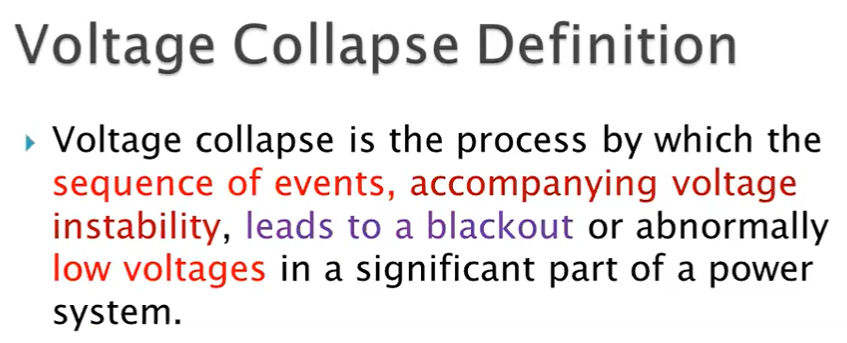 Voltage Collapse Definition
Voltage collapse is the process by which the
sequence of events, accompanying voltage
instability, leads to a blackout or abnormally
low voltages in a significant part of a power
system.